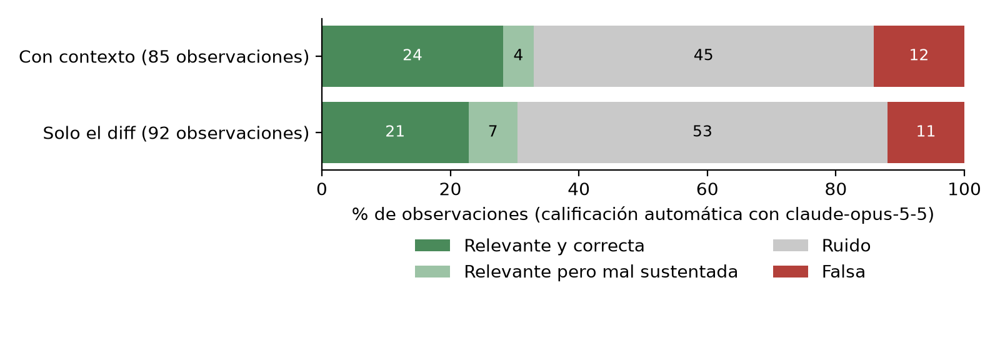 Con contexto (85 observaciones)
24 4 45 12
Solo el diff (92 observaciones)
21 7 53 11
0 20 40 60 80 100
% de observaciones (calificación automática con claude-opus-5-5)
Relevante y correcta
Relevante pero mal sustentada
Ruido
Falsa